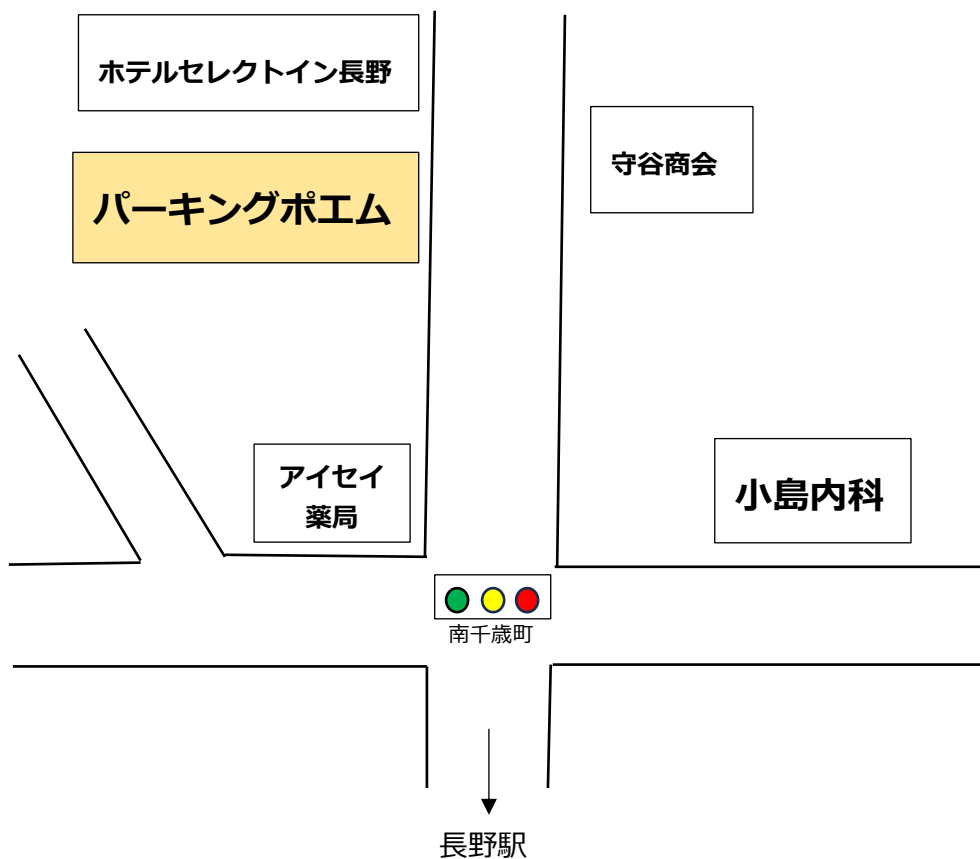 ホテルセレクトイン長野
守谷商会
パーキングポエム
アイセイ
薬局
小島内科
南千歳町
長野駅